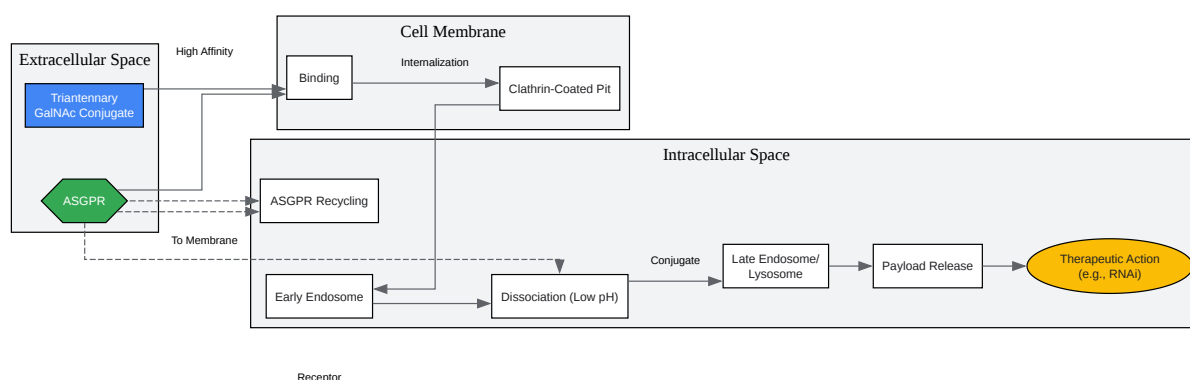 Cell Membrane
Extracellular Space
High Affinity
Binding
Internalization
Clathrin-Coated Pit
Triantennary
GalNAc Conjugate
Intracellular Space
ASGPR
ASGPR Recycling
To Membrane
Conjugate
Late Endosome/
Lysosome
Payload Release
Therapeutic Action
(e.g., RNAi)
Early Endosome
Dissociation (Low pH)
Receptor